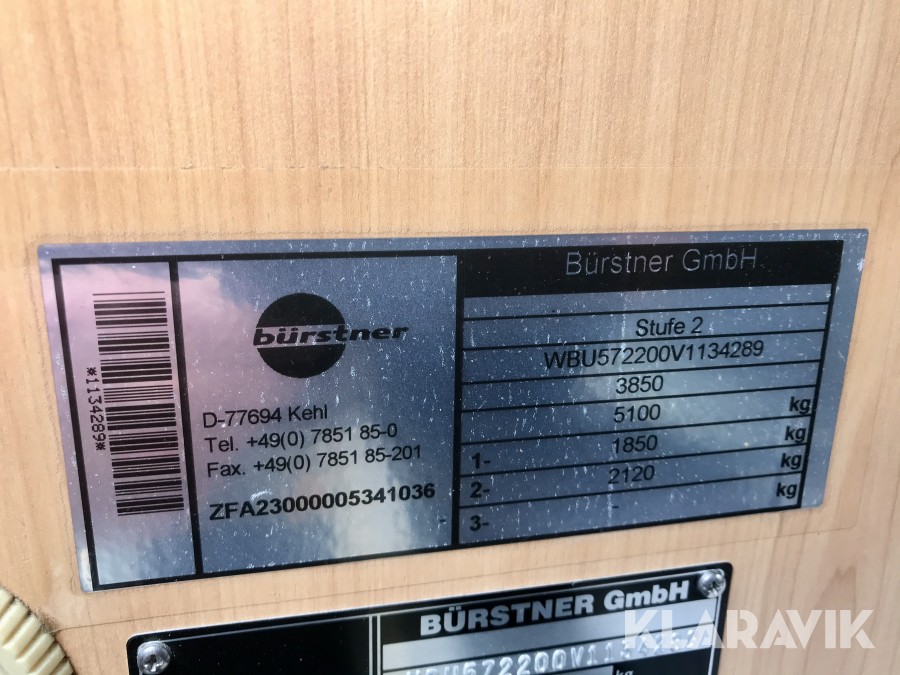 *1134289*
bürstner
D-77694 Kehl
Tel. +49(0) 7851 85-0
Fax. +49(0) 7851 85-201
ZFA23000005341036
-
Bürstner GmbH
Stufe 2
WBU572200V1134289
3850
5100 kg
1- 1850 kg
2- 2120 kg
3- - kg
BÜRSTNER GmbH
kg
KLARAVIK